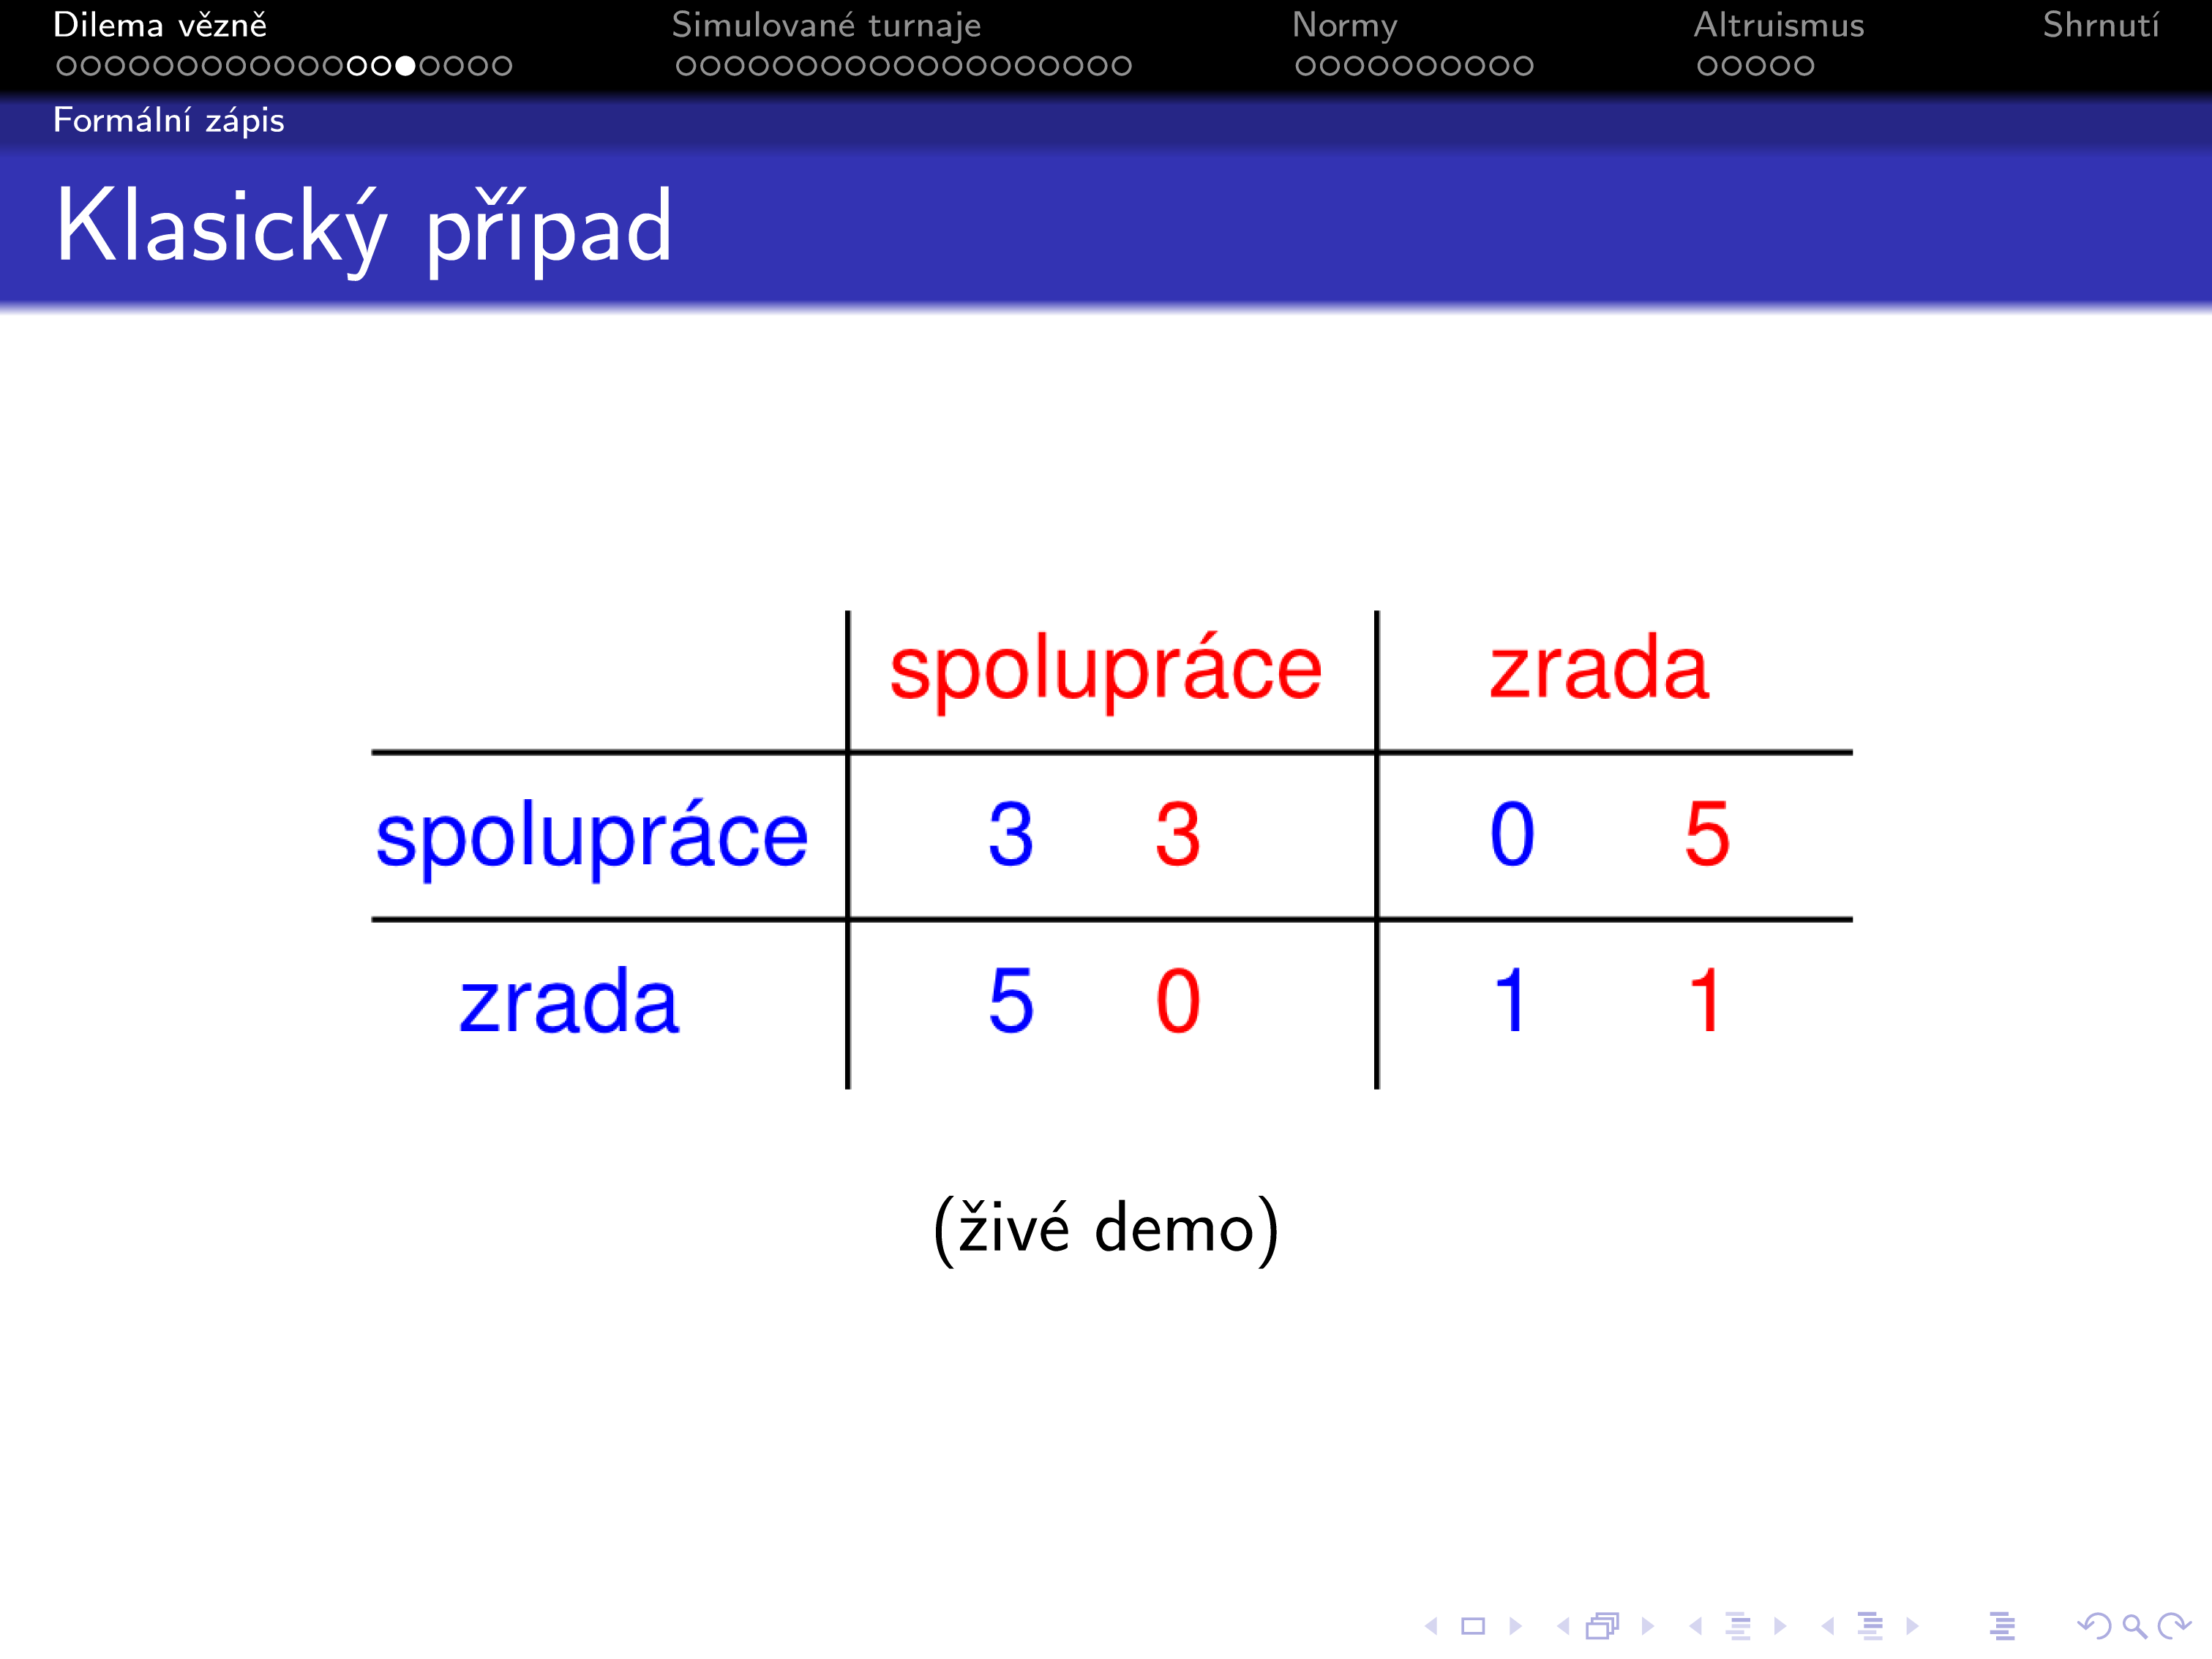 Dilema vězně Simulované turnaje Normy Altruismus Shrnutí
Formální zápis
Klasický případ
spolupráce zrada
spolupráce 3 3 0 5
zrada 5 0 1 1
(živé demo)